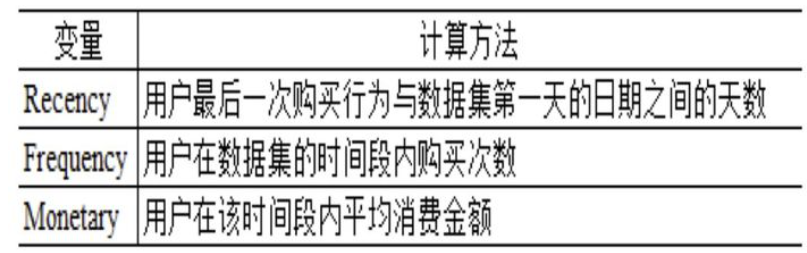 变量 计算方法
Recency 用户最后一次购买行为与数据集第一天的日期之间的天数
Frequency 用户在数据集的时间段内购买次数
Monetary 用户在该时间段内平均消费金额